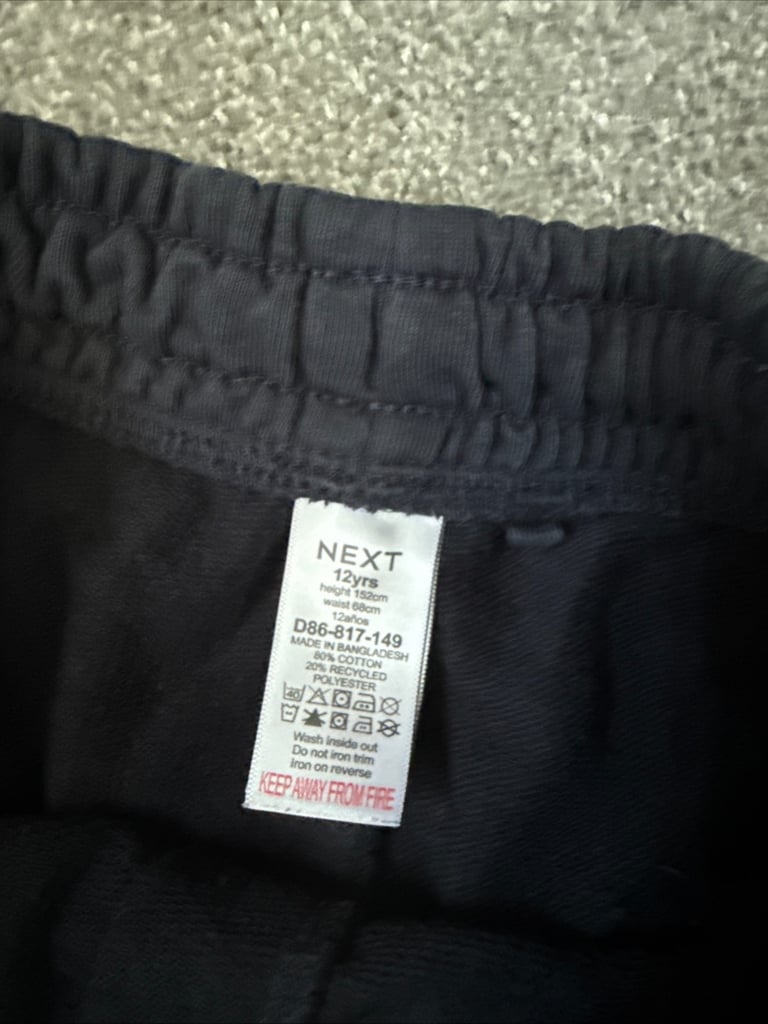 NEXT
12yrs
height 152cm
waist 68cm
12años
D86-817-149
MADE IN BANGLADESH
80% COTTON
20% RECYCLED
POLYESTER
40
Wash inside out
Do not iron trim
Iron on reverse
KEEP AWAY FROM FIRE